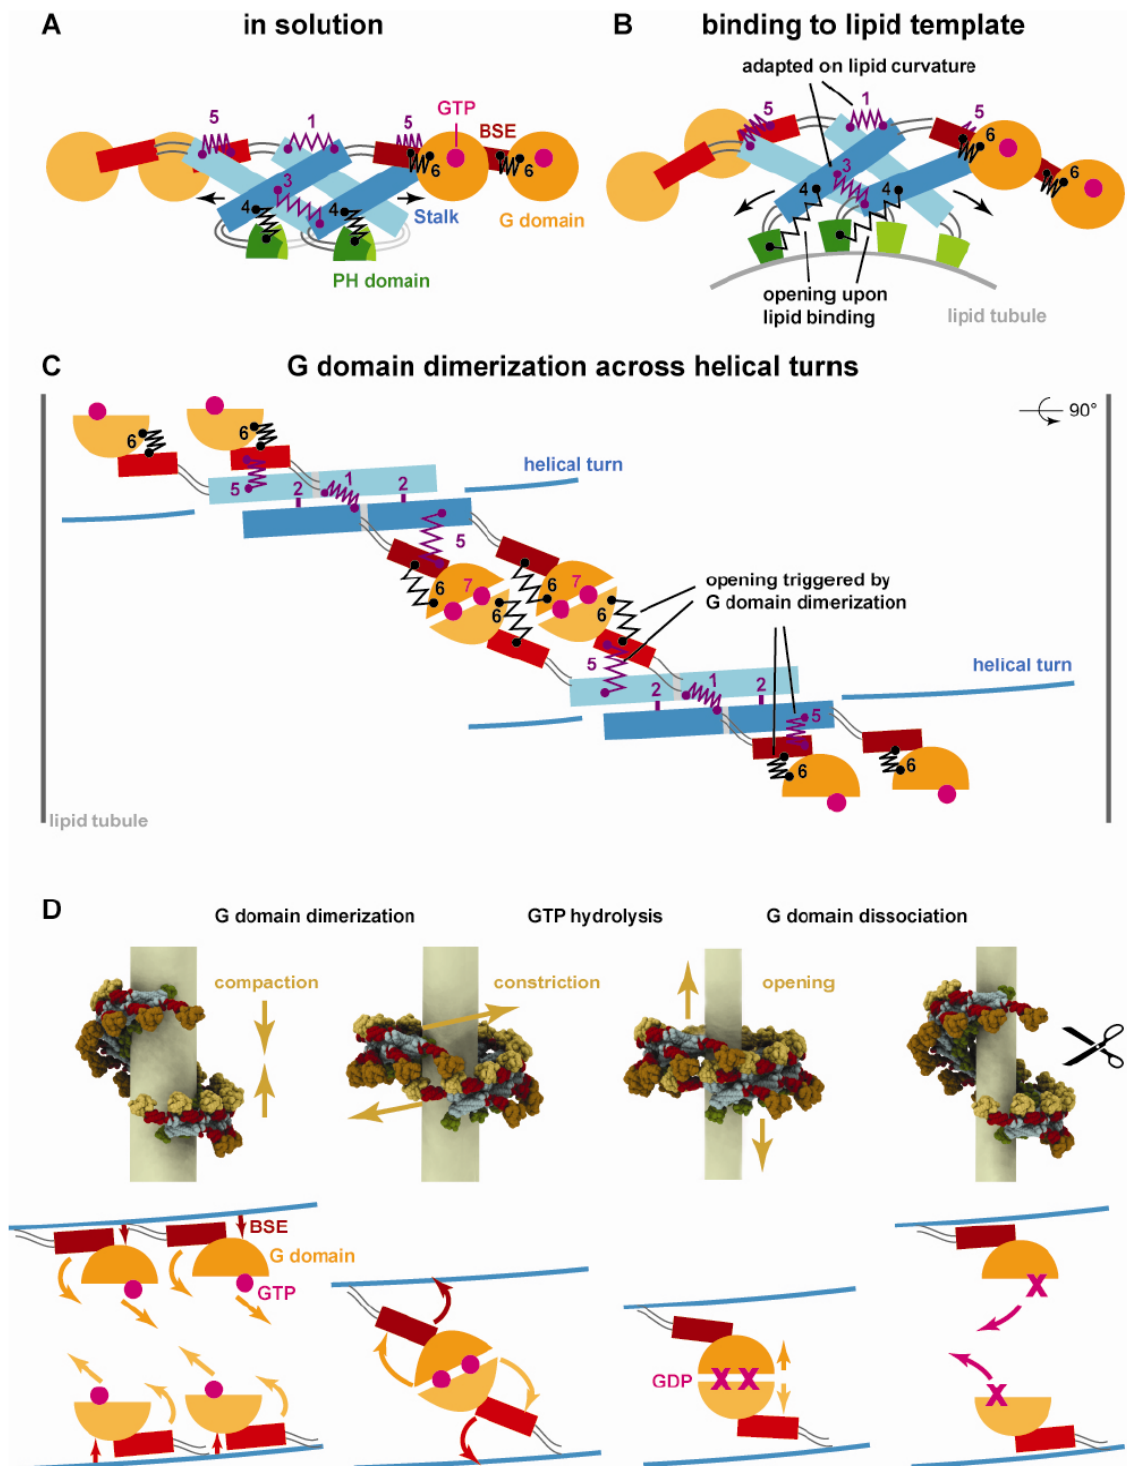 A in solution
B binding to lipid template
adapted on lipid curvature
5 1 5 GTP BSE
6 6
3
4 4
Stalk
G domain
PH domain
1 5
6
3
6
4 4
opening upon
lipid binding
lipid tubule
C G domain dimerization across helical turns
90°
6 6
helical turn
5 2 1 2
5
6 7 6 7
6 6
opening triggered by
G domain dimerization
5
helical turn
2 1 2
5
6 6
lipid tubule
D
G domain dimerization GTP hydrolysis G domain dissociation
compaction constriction opening
BSE
G domain
GTP
GDP X X
X
X